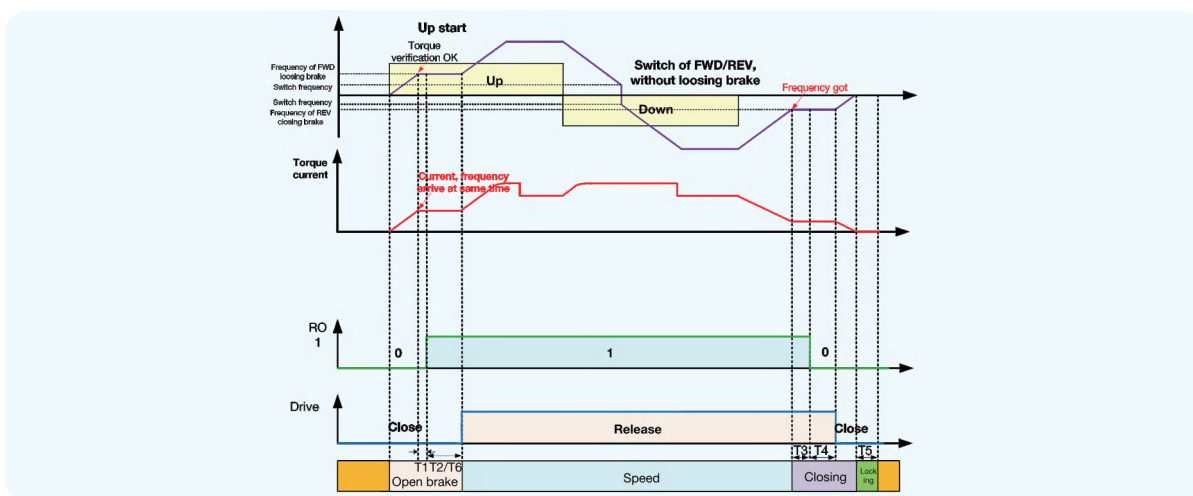 Up start
Torque
verification OK
Frequency of FWD
loosing brake
Switch frequency
Up
Switch of FWD/REV,
without loosing brake
Frequency got
Switch frequency
Frequency of REV
closing brake
Down
Torque
current
Current, frequency
arrive at same time
RO
1
0
1
0
Drive
Close
Release
Close
T1
T2/T6
T3
T4
T5
Open brake
Speed
Closing
Lock
ing